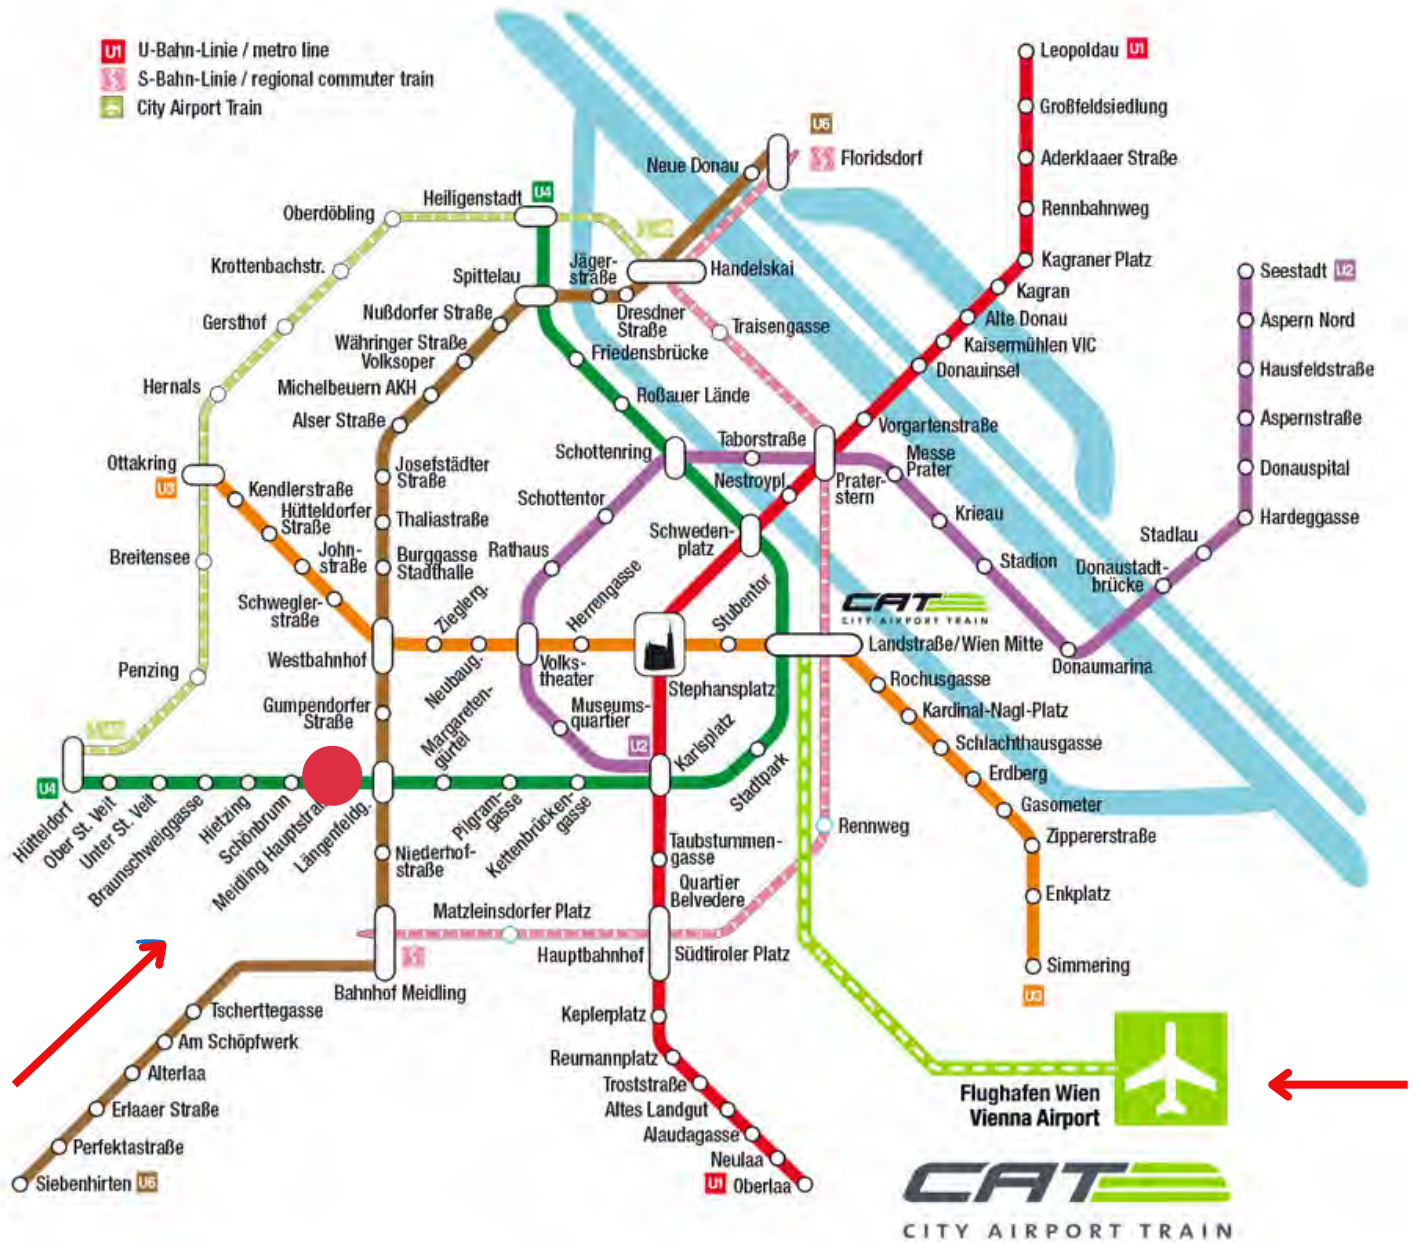 U1 U-Bahn-Linie / metro line
S-Bahn-Linie / regional commuter train
City Airport Train
Leopoldau U1
Großfeldsiedlung
Aderklaaer Straße
Rennbahnweg
Kagraner Platz
Kagran
Alte Donau
Kaisermühlen VIC
Donauinsel
Vorgartenstraße
U6
Floridsdorf
Neue Donau
Heiligenstadt U4
Oberdöbling
Krottenbachstr.
Gersthof
Hernals
Ottakring
U3
Breitensee
Penzing
Handelskai
Jäger-
straße
Spittelau
Dresdner
Straße
Traisengasse
Nußdorfer Straße
Währinger Straße
Volksoper
Michelbeuern AKH
Alser Straße
Friedensbrücke
Roßauer Lände
Seestadt U2
Aspern Nord
Hausfeldstraße
Aspernstraße
Donauspital
Hardeggasse
Stadlau
Donaustadt-
brücke
Donaumarina
Stadion
Krieau
Messe
Prater
Prater-
stern
Taborstraße
Nestroypl.
Schottenring
Schottentor
Rathaus
Schweden-
platz
Josefstädter
Straße
Thaliastraße
Burggasse
Stadthalle
Kendlerstraße
Hütteldorfer
Straße
John-
straße
Schwegler-
straße
Westbahnhof
Zieglerg.
Neubaug.
Herrengasse
Volks-
theater
Museums-
quartier
Stubentor
Stephansplatz
CAT
CITY AIRPORT TRAIN
Landstraße/Wien Mitte
Rochusgasse
Kardinal-Nagl-Platz
Schlachthausgasse
Erdberg
Gasometer
Zippererstraße
Enkplatz
Simmering
U3
Gumpendorfer
Straße
Margareten-
gürtel
U2
Karlsplatz
Stadtpark
U4
Hütteldorf
Ober St. Veit
Unter St. Veit
Braunschweiggasse
Hietzing
Schönbrunn
Meidling
Längenfeldg.
Pilgram-
gasse
Kettenbrücken-
gasse
Rennweg
Niederhof-
straße
Taubstummen-
gasse
Quartier
Belvedere
Matzleinsdorfer Platz
Hauptbahnhof
Südtiroler Platz
Bahnhof Meidling
Tscherttegasse
Am Schöpfwerk
Alterlaa
Erlaaer Straße
Perfektastraße
Siebenhirten U6
Keplerplatz
Reumannplatz
Troststraße
Altes Landgut
Alaudagasse
Neulaa
U1 Oberlaa
Flughafen Wien
Vienna Airport
CAT
CITY AIRPORT TRAIN